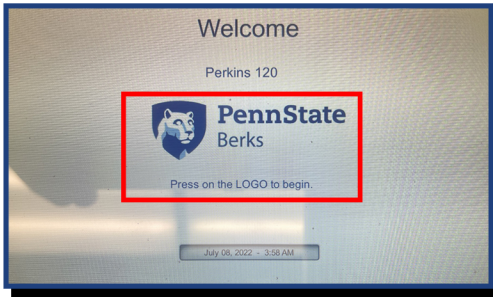 Welcome
Perkins 120
PennState
Berks
Press on the LOGO to begin.
July 08, 2022 - 3:58 AM